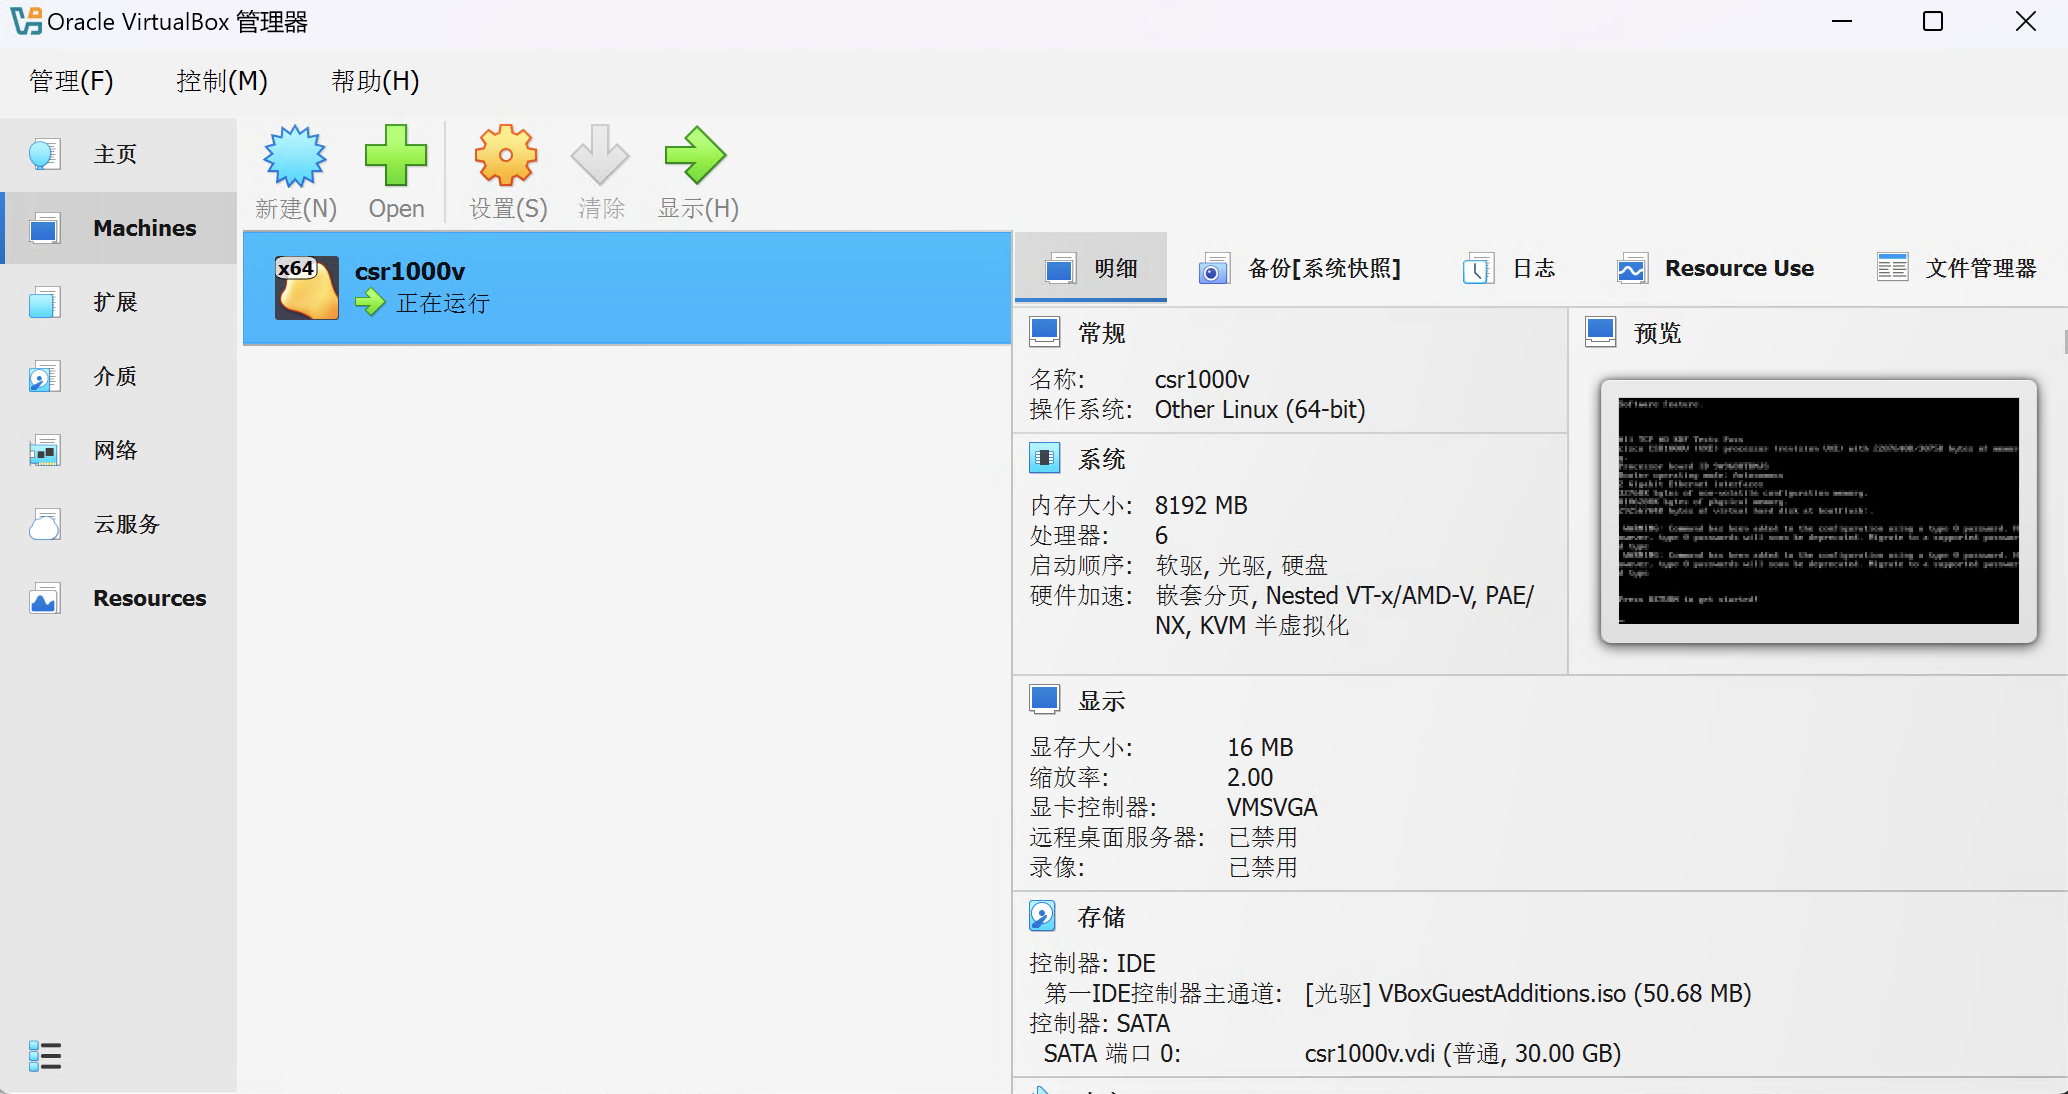 Oracle VirtualBox 管理器
管理(F) 控制(M) 帮助(H)
主页
Machines
扩展
介质
网络
云服务
Resources
新建(N) Open 设置(S) 清除 显示(H)
x64
csr1000v
正在运行
明细 备份[系统快照] 日志 Resource Use 文件管理器
常规
名称: csr1000v
操作系统: Other Linux (64-bit)
系统
内存大小: 8192 MB
处理器: 6
启动顺序: 软驱, 光驱, 硬盘
硬件加速: 嵌套分页, Nested VT-x/AMD-V, PAE/
NX, KVM 半虚拟化
预览
Software feature.
Press RETURN to get started!
显示
显存大小: 16 MB
缩放率: 2.00
显卡控制器: VMSVGA
远程桌面服务器: 已禁用
录像: 已禁用
存储
控制器: IDE
第一IDE控制器主通道: [光驱] VBoxGuestAdditions.iso (50.68 MB)
控制器: SATA
SATA 端口 0: csr1000v.vdi (普通, 30.00 GB)